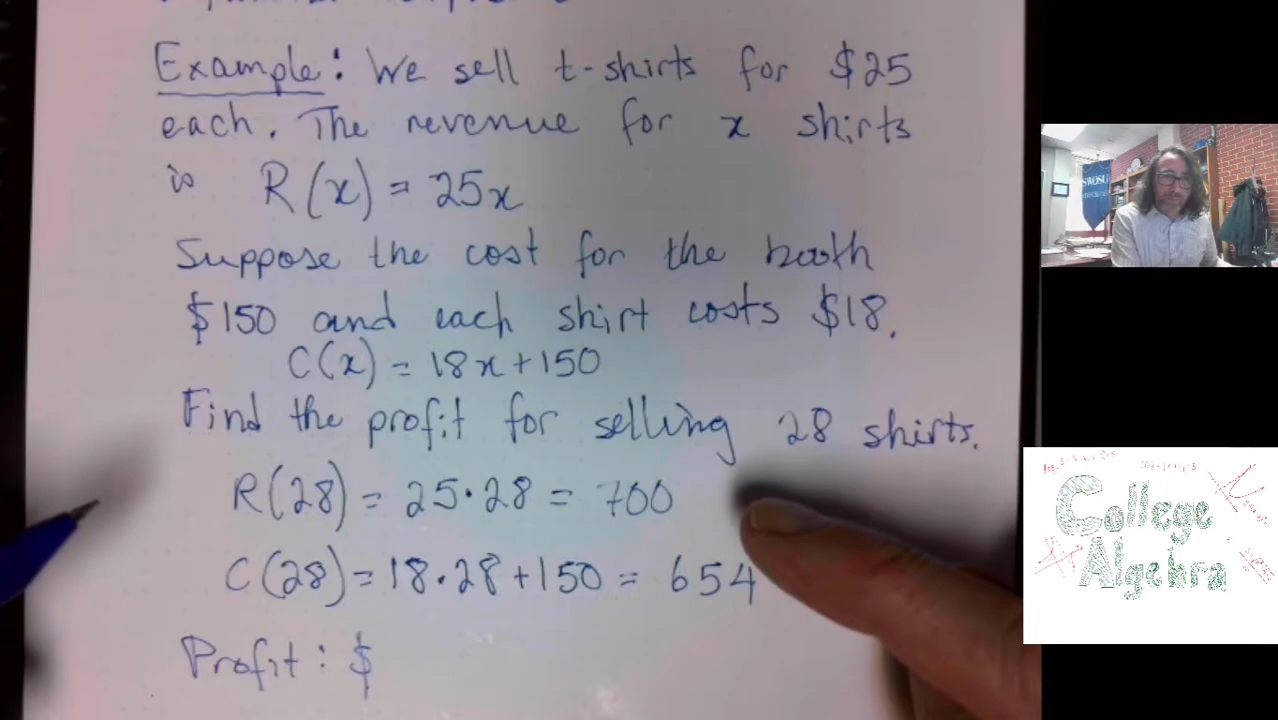 Example: We sell t-shirts for $25
each. The revenue for x shirts
is R(x) = 25x
Suppose the cost for the booth
$150 and each shirt costs $18.
C(x) = 18x+150
Find the profit for selling 28 shirts.
R(28) = 25·28 = 700
C(28) = 18·28+150 = 654
Profit: $
SWOSU
College
Algebra